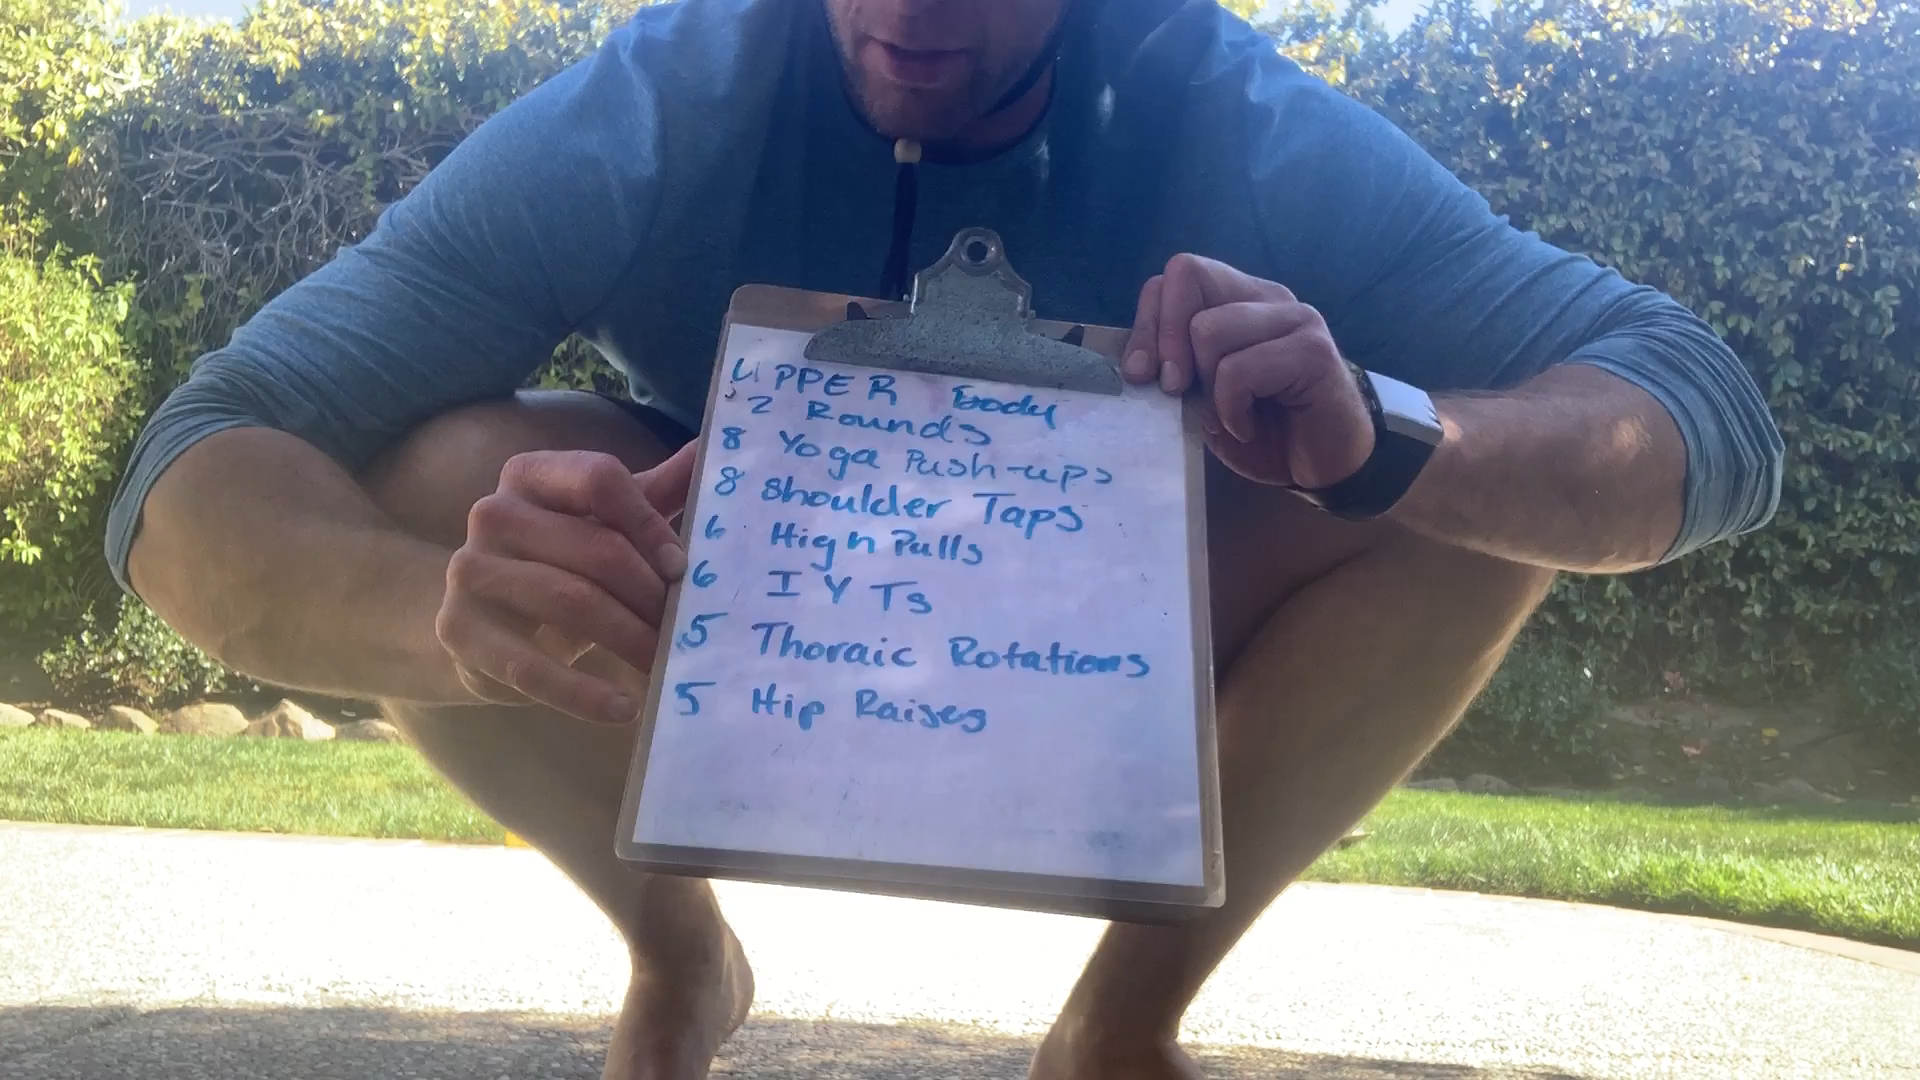 UPPER Body
2 Rounds
8 Yoga Push-ups
8 Shoulder Taps
6 High Pulls
6 I Y Ts
5 Thoraic Rotations
5 Hip Raises